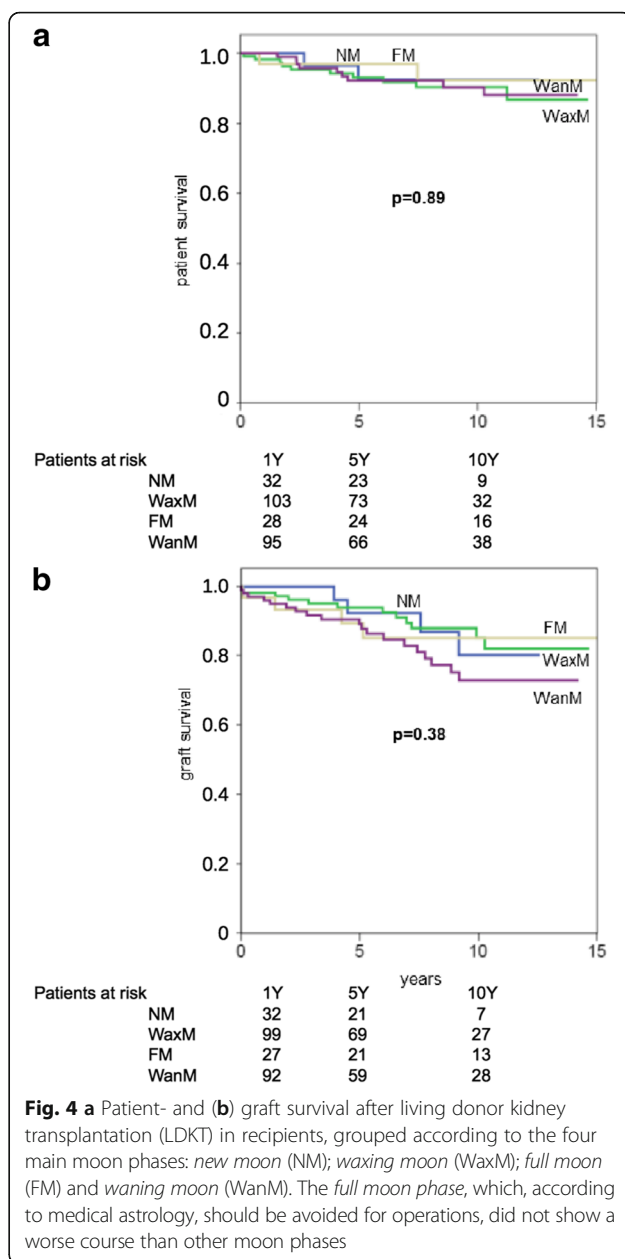 a
1.0
0.8
0.6
0.4
0.2
0
patient survival
NM FM
WanM
WaxM
p=0.89
0 5 10 15
Patients at risk 1Y 5Y 10Y
NM 32 23 9
WaxM 103 73 32
FM 28 24 16
WanM 95 66 38
b
1.0
0.8
0.6
0.4
0.2
0
graft survival
NM
FM
WaxM
WanM
p=0.38
0 5 10 15
years
Patients at risk 1Y 5Y 10Y
NM 32 21 7
WaxM 99 69 27
FM 27 21 13
WanM 92 59 28
Fig. 4 a Patient- and (b) graft survival after living donor kidney
transplantation (LDKT) in recipients, grouped according to the four
main moon phases: new moon (NM); waxing moon (WaxM); full moon
(FM) and waning moon (WanM). The full moon phase, which, according
to medical astrology, should be avoided for operations, did not show a
worse course than other moon phases